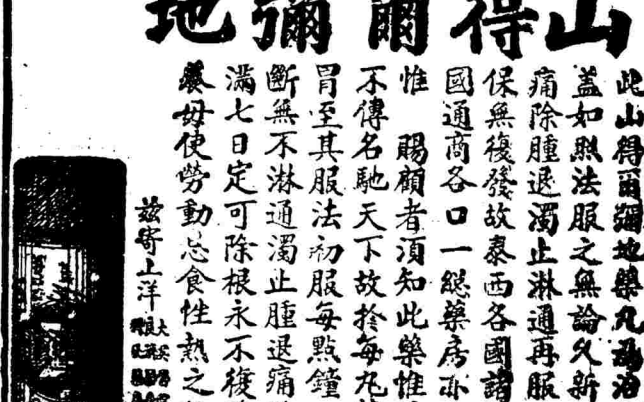 山得爾彌地
此山得爾彌地藥凡
蓋如照法服之無論久新
痛除腫退濁止淋通再服
保無復發故泰西各國諸
國通商各口一總藥房亦
惟 賜顧者須知此藥惟
不傳名馳天下故於每九
胃至其服法初服每點鐘
斷無不淋通濁止腫退痛
滿七日定可除根永不復
毋使勞動忌食性熱之
茲寄上洋